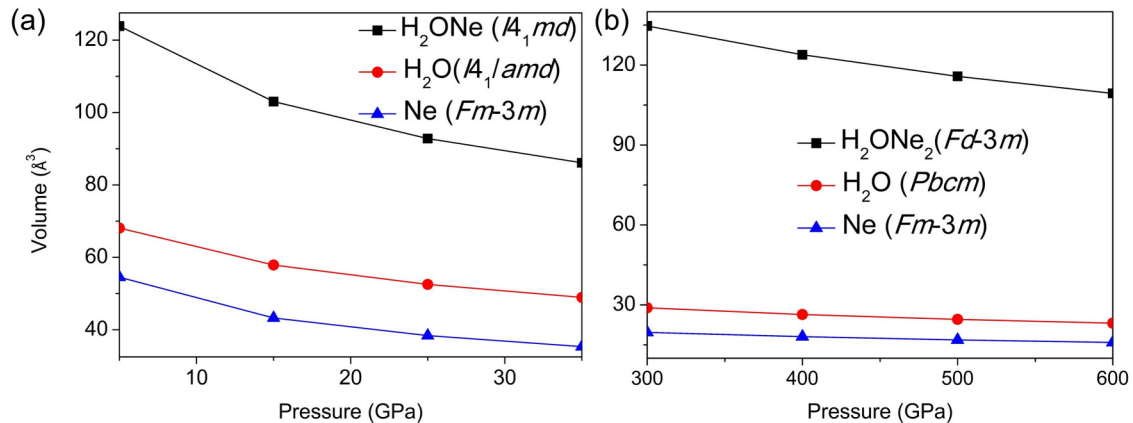 (a)
H₂ONe (I4₁md)
H₂O(I4₁/amd)
Ne (Fm-3m)
120
100
80
60
40
Volume (Å³)
10
20
30
Pressure (GPa)
(b)
H₂ONe₂(Fd-3m)
H₂O (Pbcm)
Ne (Fm-3m)
120
90
60
30
300
400
500
600
Pressure (GPa)